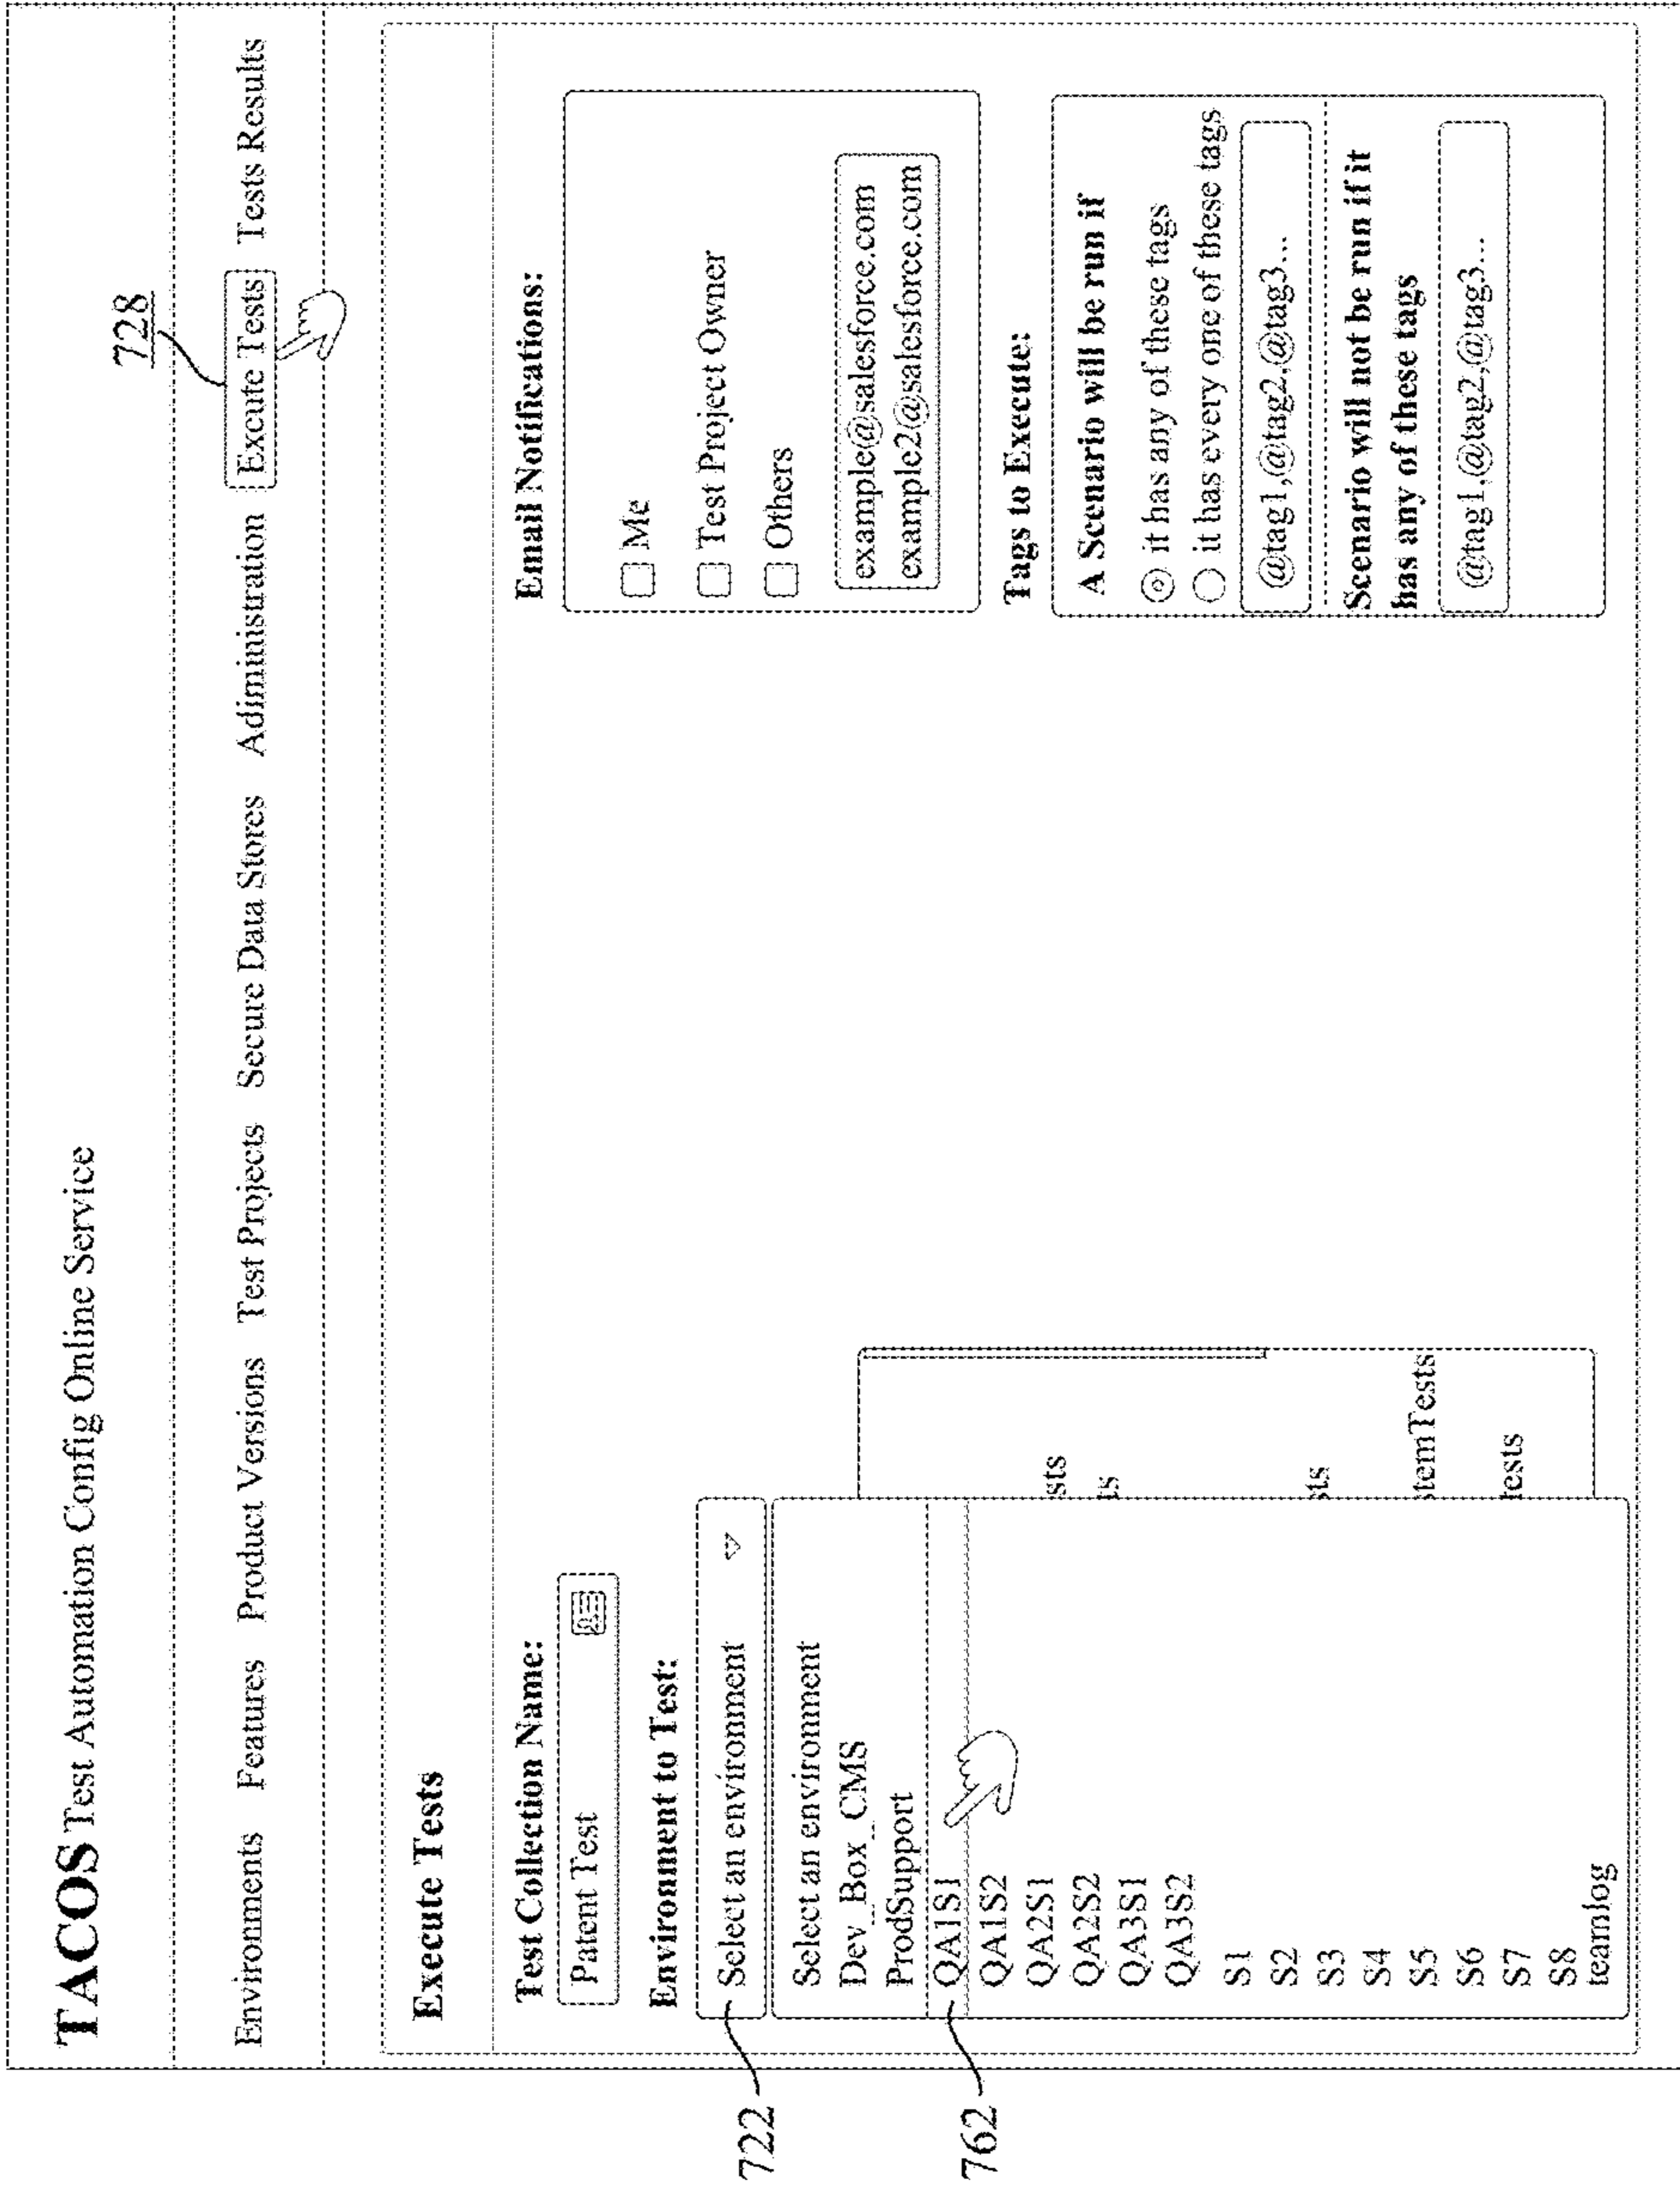 TACOS Test Automation Config Online Service
728
Environments Features Product Versions Test Projects Secure Data Stores Adiministration Execute Tests Tests Results
Execute Tests
Test Collection Name:
Patent Test
Environment to Test:
722
Select an environment
Select an environment
Dev_Box_CMS
ProdSupport
762
QA1S1
QA1S2
QA2S1
QA2S2
QA3S1
QA3S2
S1
S2
S3
S4
S5
S6
S7
S8
teamlog
sts
ts
sts
stemTests
tests
Email Notifications:
Me
Test Project Owner
Others
example@salesforce.com
example2@salesforce.com
Tags to Execute:
A Scenario will be run if
it has any of these tags
it has every one of these tags
@tag1,@tag2,@tag3...
Scenario will not be run if it
has any of these tags
@tag1,@tag2,@tag3...